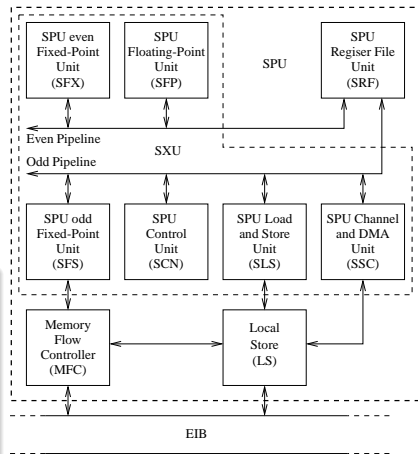 SPU even
Fixed-Point
Unit
(SFX)
SPU
Floating-Point
Unit
(SFP)
SPU
SPU
Regiser File
Unit
(SRF)
Even Pipeline
SXU
Odd Pipeline
SPU odd
Fixed-Point
Unit
(SFS)
SPU
Control
Unit
(SCN)
SPU Load
and Store
Unit
(SLS)
SPU Channel
and DMA
Unit
(SSC)
Memory
Flow
Controller
(MFC)
Local
Store
(LS)
EIB